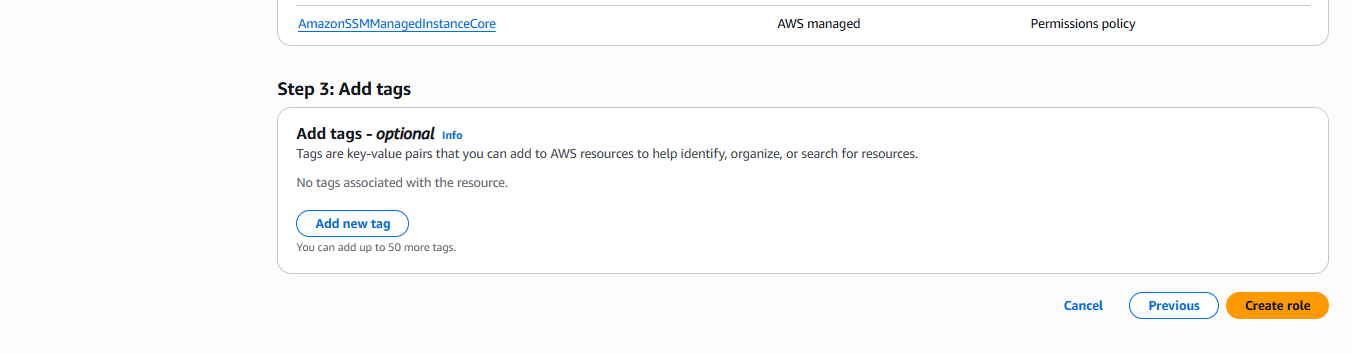 AmazonSSMManagedInstanceCore AWS managed Permissions policy
Step 3: Add tags
Add tags - optional Info
Tags are key-value pairs that you can add to AWS resources to help identify, organize, or search for resources.
No tags associated with the resource.
Add new tag
You can add up to 50 more tags.
Cancel Previous Create role